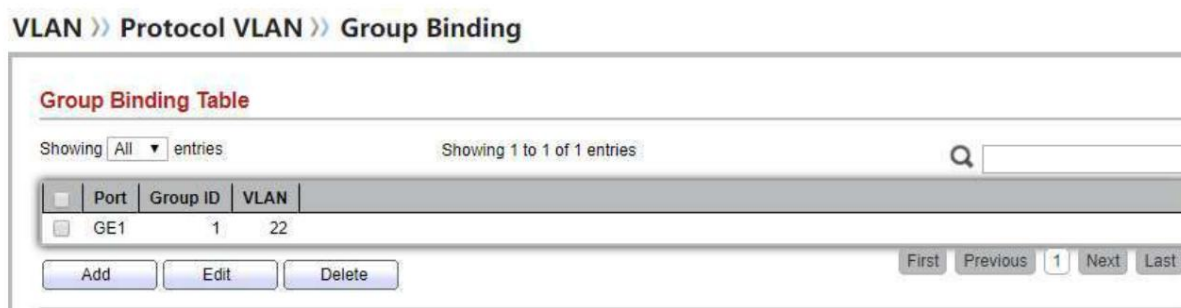 VLAN » Protocol VLAN » Group Binding
Group Binding Table
Showing All ▼ entries Showing 1 to 1 of 1 entries
Port Group ID VLAN
GE1 1 22
Add Edit Delete First Previous 1 Next Last